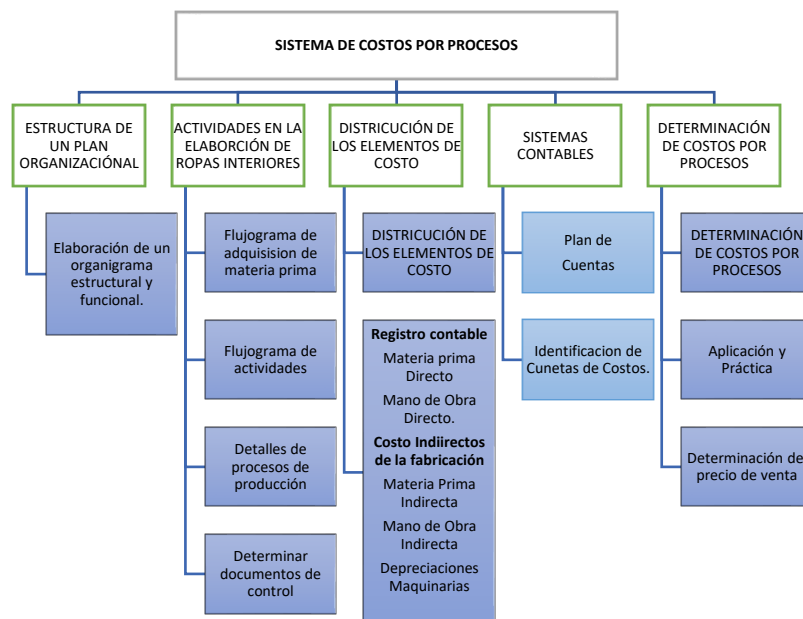 SISTEMA DE COSTOS POR PROCESOS
ESTRUCTURA DE
UN PLAN
ORGANIZACIÓNAL
Elaboración de un
organigrama
estructural y
funcional.
ACTIVIDADES EN LA
ELABORCIÓN DE
ROPAS INTERIORES
Flujograma de
adquisision de
materia prima
Flujograma de
actividades
Detalles de
procesos de
producción
Determinar
documentos de
control
DISTRICUCIÓN DE
LOS ELEMENTOS DE
COSTO
DISTRICUCIÓN DE
LOS ELEMENTOS DE
COSTO
Registro contable
Materia prima
Directo
Mano de Obra
Directo.
Costo Indiirectos
de la fabricación
Materia Prima
Indirecta
Mano de Obra
Indirecta
Depreciaciones
Maquinarias
SISTEMAS
CONTABLES
Plan de
Cuentas
Identificacion de
Cunetas de Costos.
DETERMINACIÓN
DE COSTOS POR
PROCESOS
DETERMINACIÓN
DE COSTOS POR
PROCESOS
Aplicación y
Práctica
Determinación de
precio de venta